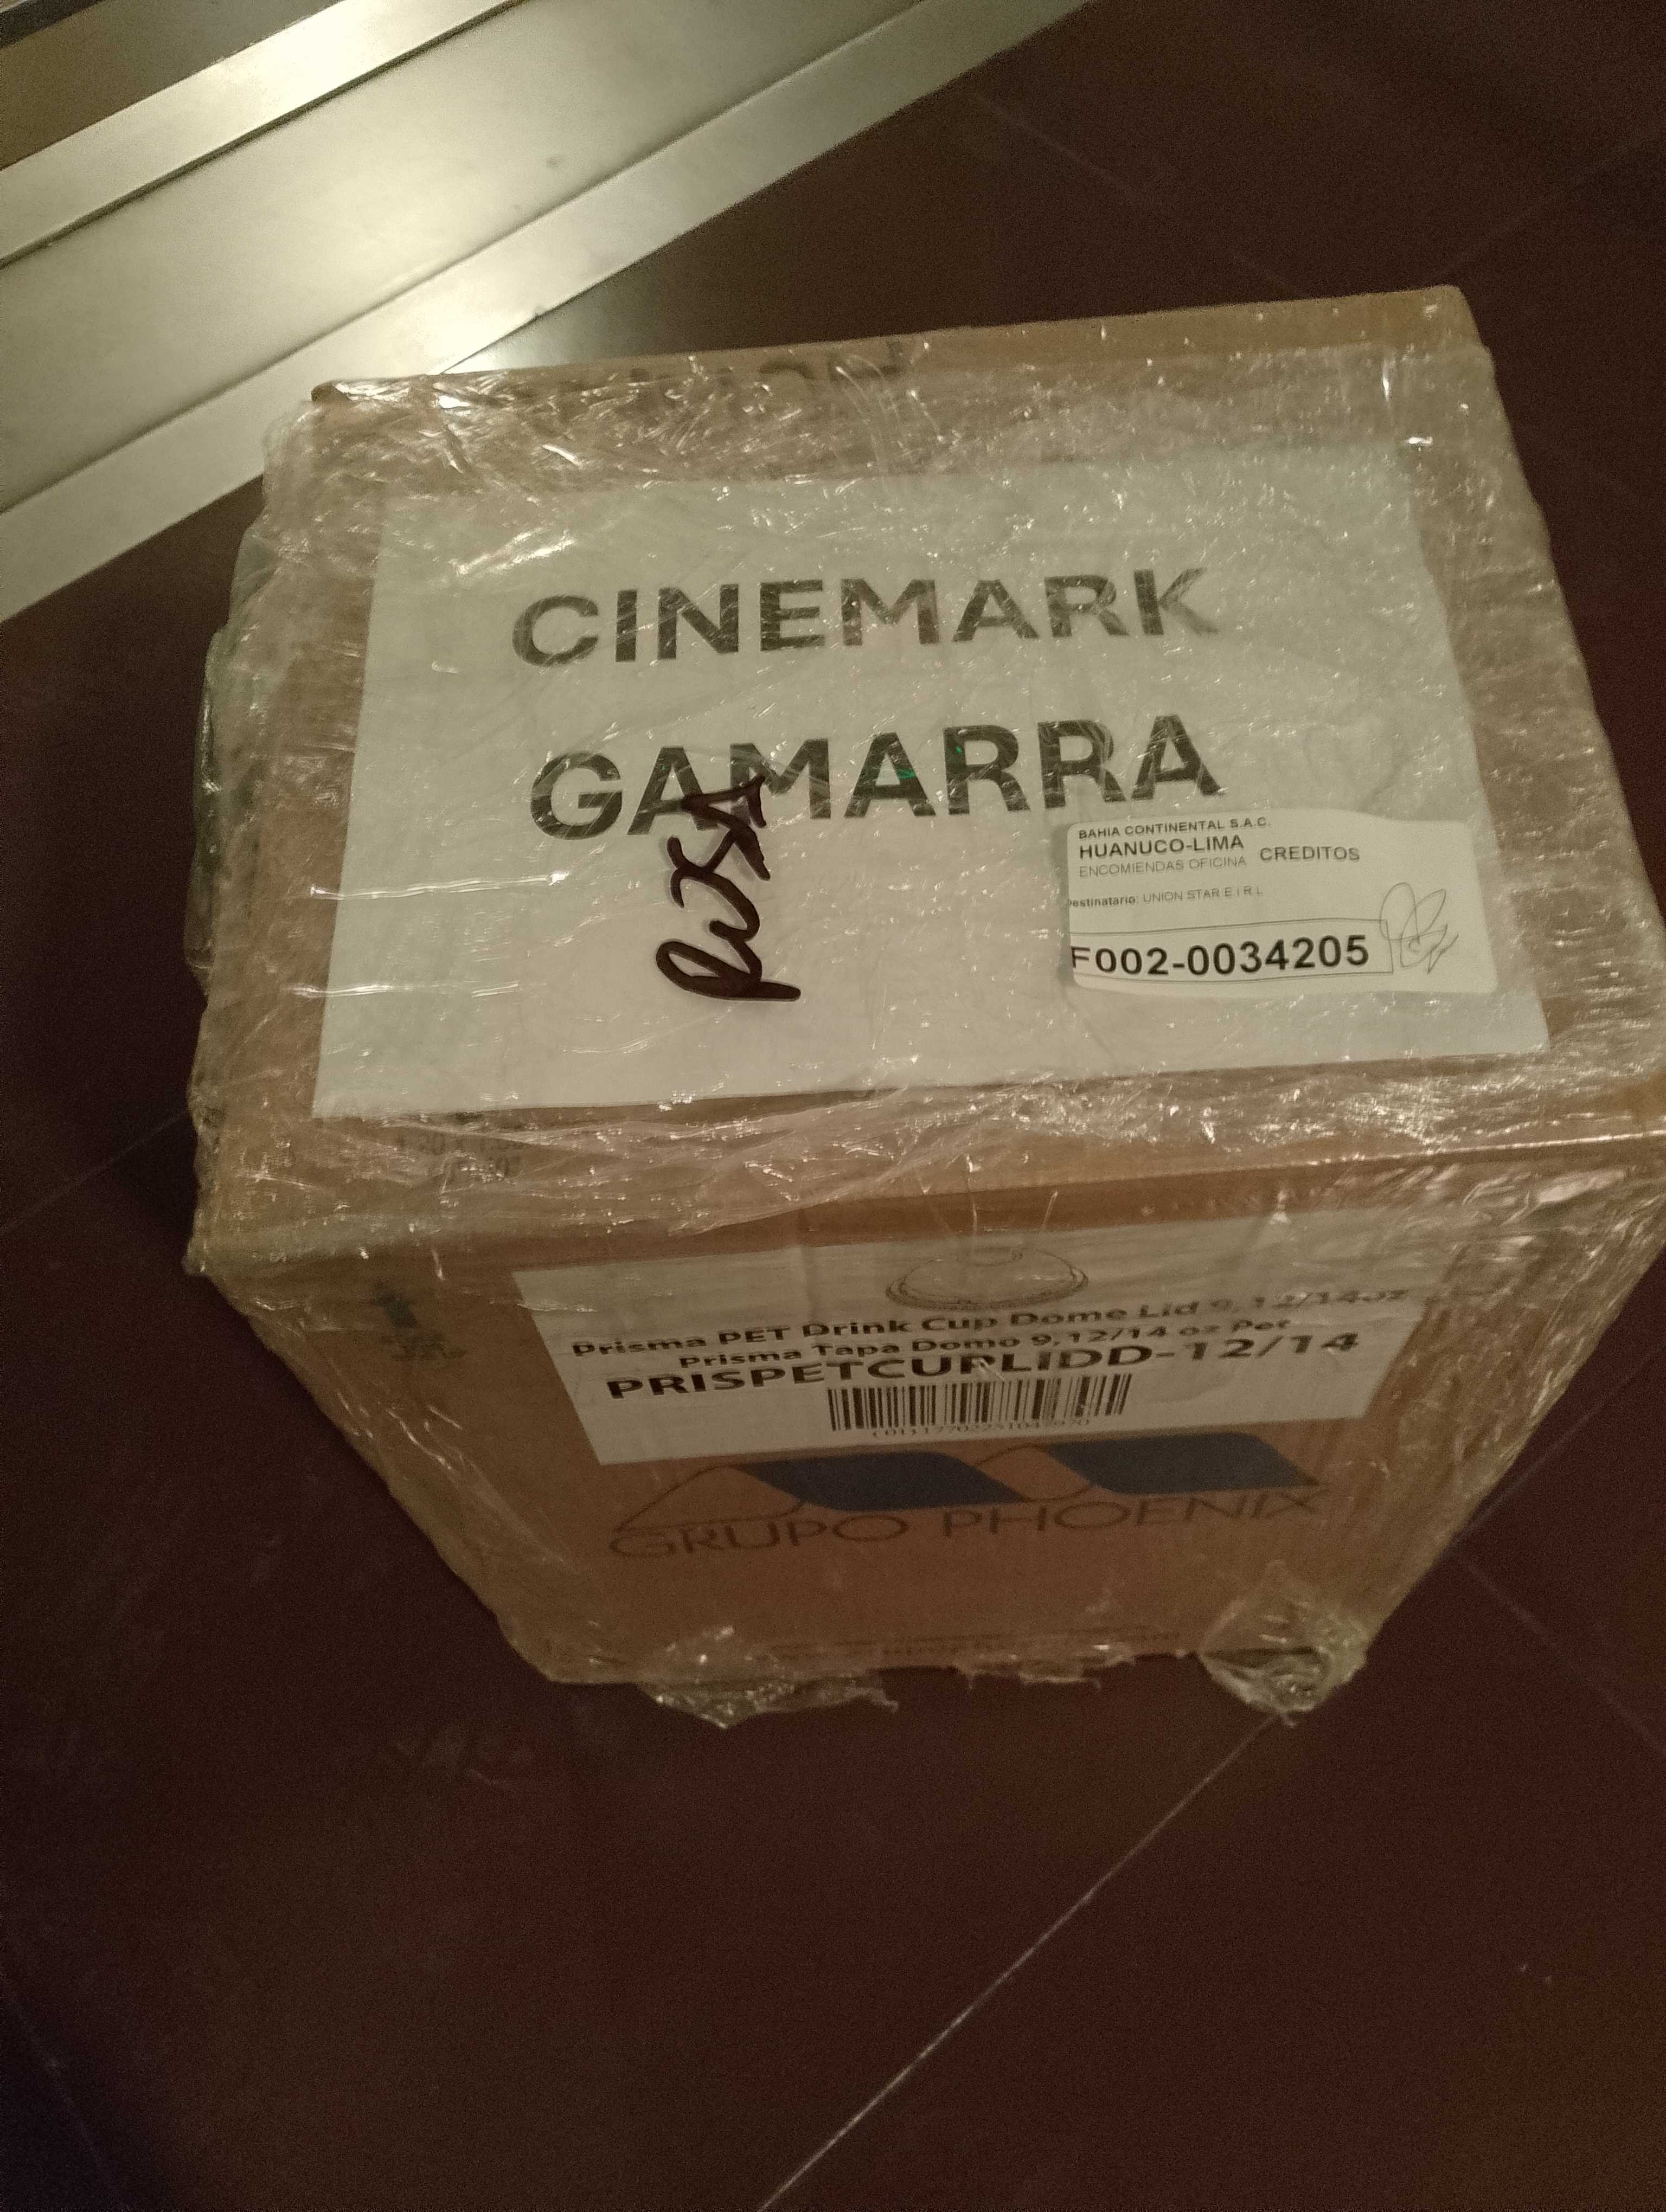 CINEMARK
GAMARRA
BAHIA CONTINENTAL S.A.C.
HUANUCO-LIMA
ENCOMIENDAS OFICINA CREDITOS
Destinatario: UNION STAR E.I.R.L
F002-0034205
Prisma PET Drink Cup Dome Lid 9,12/14oz
Prisma Tapa Domo 9,12/14 oz Pet
PRISPETCUPLIDD-12/14
GRUPO PHOENIX